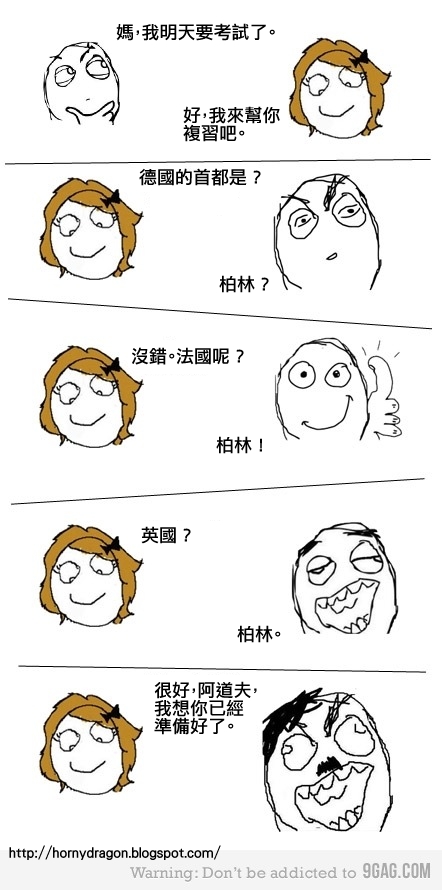 媽，我明天要考試了。
好，我來幫你
複習吧。
德國的首都是？
柏林？
沒錯。法國呢？
柏林！
英國？
柏林。
很好，阿道夫，
我想你已經
準備好了。
http://hornydragon.blogspot.com/
Warning: Don't be addicted to 9GAG.COM